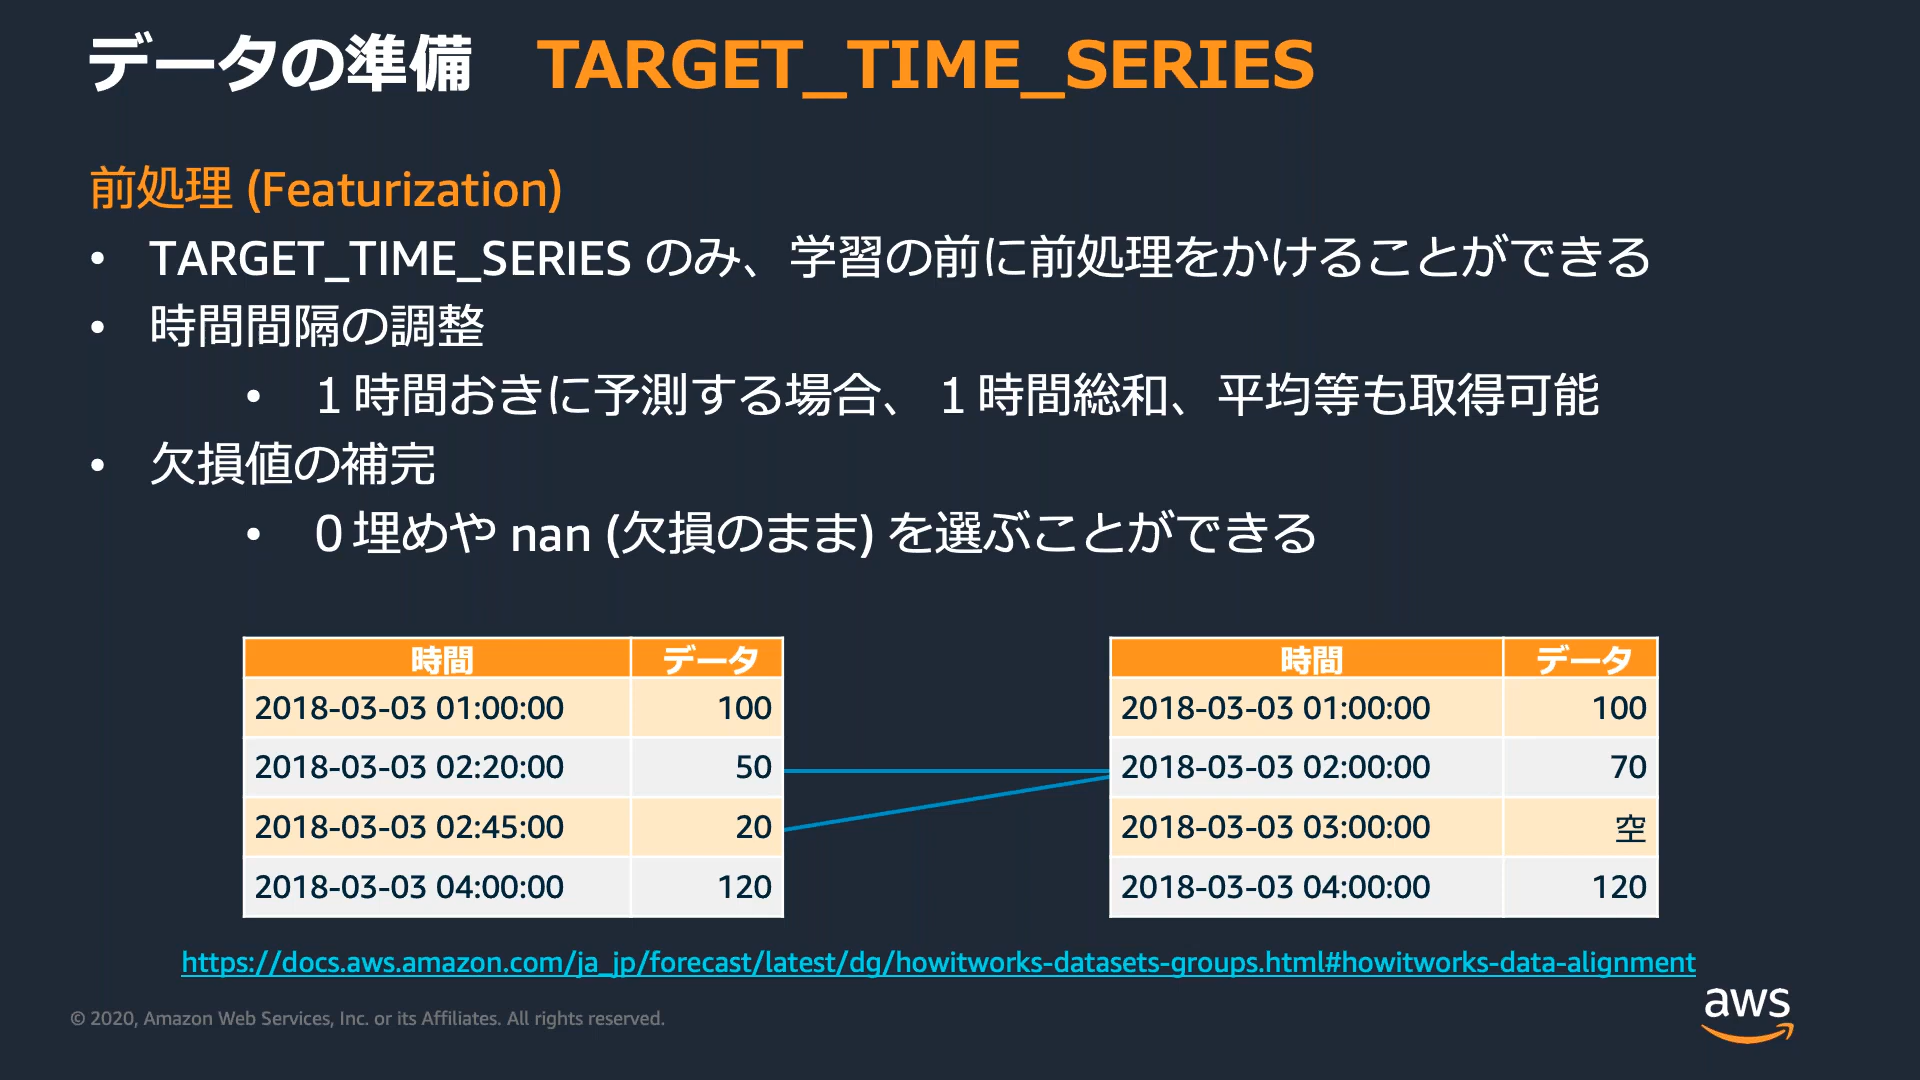 データの準備 TARGET_TIME_SERIES
前処理 (Featurization)
• TARGET_TIME_SERIES のみ、学習の前に前処理をかけることができる
• 時間間隔の調整
• １時間おきに予測する場合、１時間総和、平均等も取得可能
• 欠損値の補完
• ０埋めや nan (欠損のまま) を選ぶことができる
時間 データ
2018-03-03 01:00:00 100
2018-03-03 02:20:00 50
2018-03-03 02:45:00 20
2018-03-03 04:00:00 120
時間 データ
2018-03-03 01:00:00 100
2018-03-03 02:00:00 70
2018-03-03 03:00:00 空
2018-03-03 04:00:00 120
https://docs.aws.amazon.com/ja_jp/forecast/latest/dg/howitworks-datasets-groups.html#howitworks-data-alignment
© 2020, Amazon Web Services, Inc. or its Affiliates. All rights reserved.
aws